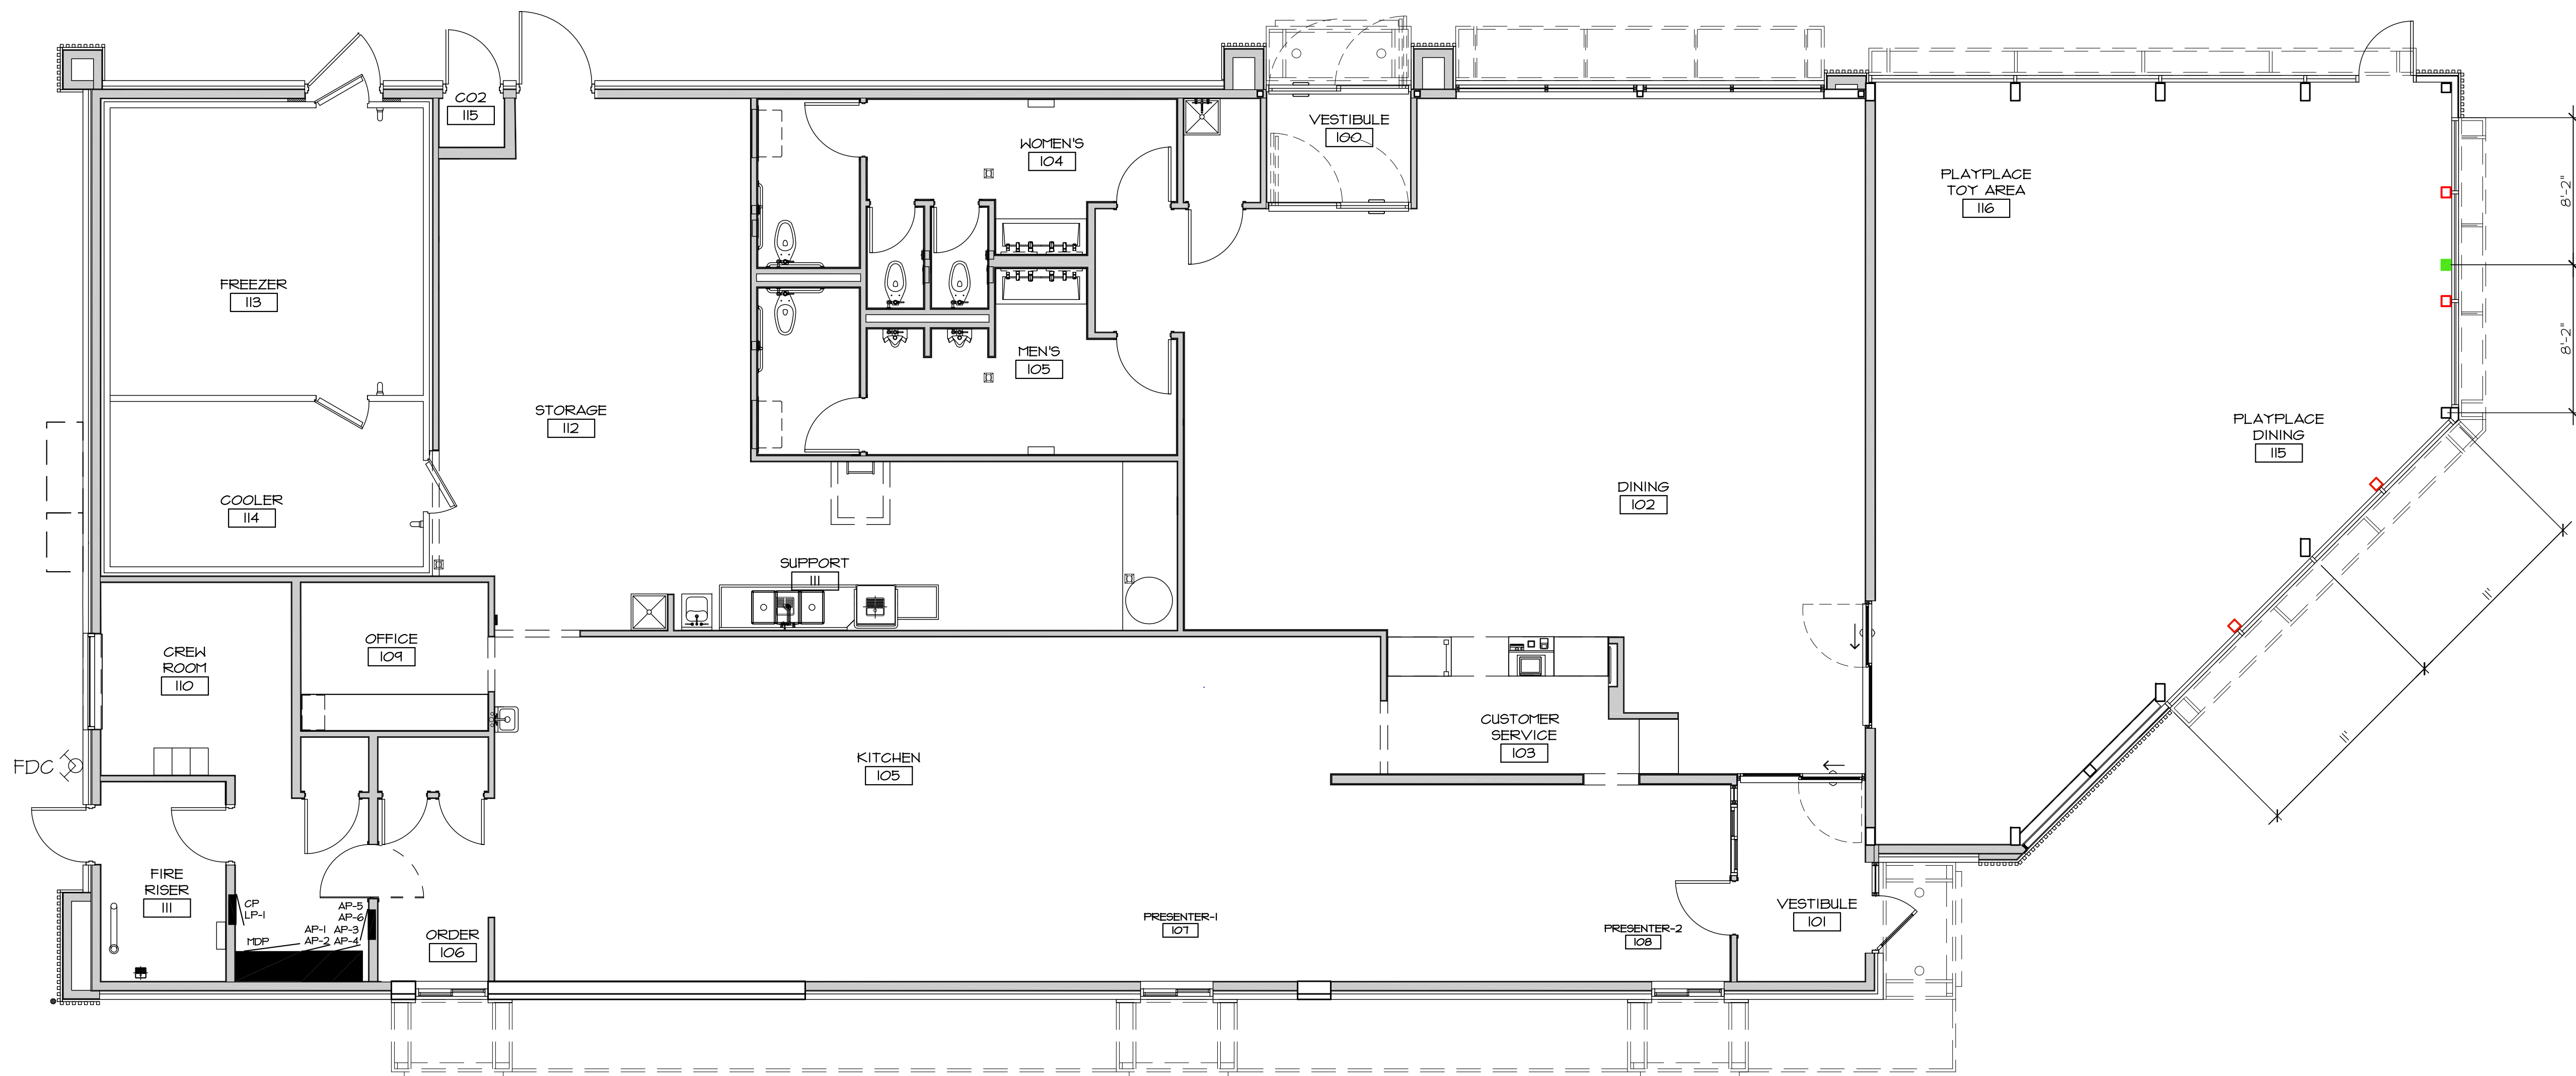 CO2
115
VESTIBULE
100
WOMEN'S
104
PLAYPLACE
TOY AREA
116
8'-2"
FREEZER
113
8'-2"
MEN'S
105
STORAGE
112
PLAYPLACE
DINING
115
COOLER
114
DINING
102
SUPPORT
111
11'
OFFICE
109
CREW
ROOM
110
CUSTOMER
SERVICE
103
11'
FDC
KITCHEN
105
FIRE
RISER
111
CP
LP-1
AP-5
AP-6
AP-1 AP-3
AP-2 AP-4
MDP
ORDER
106
PRESENTER-1
107
PRESENTER-2
108
VESTIBULE
101